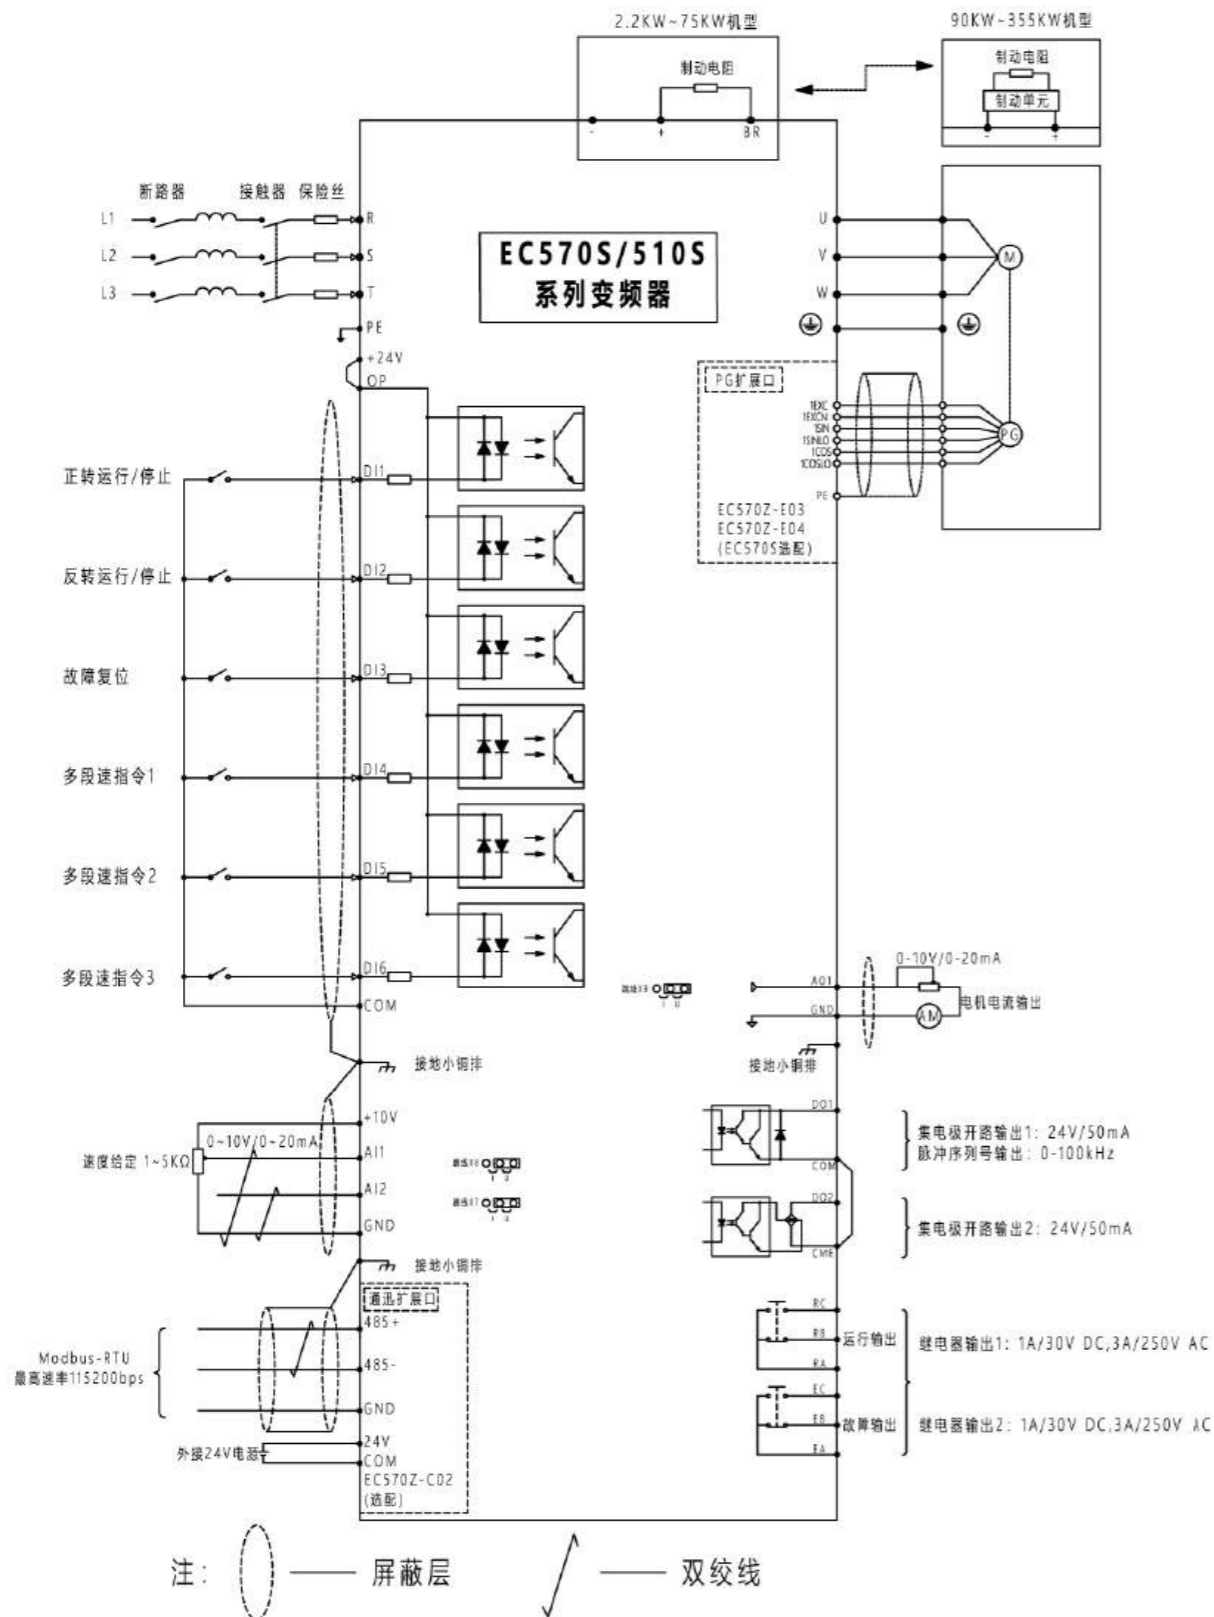 2.2KW~75KW机型
90KW~355KW机型
制动电阻
制动电阻
制动单元
- + BR
- +
断路器 接触器 保险丝
L1 R
L2 S
L3 T
PE
EC570S/510S
系列变频器
U
V
W
M
+24V
OP
PG扩展口
1EXC
1EXCN
1SIN
1SINLO
1COS
1COSLO
PG
PE
EC570Z-E03
EC570Z-E04
(EC570S选配)
正转运行/停止 DI1
反转运行/停止 DI2
故障复位 DI3
多段速指令1 DI4
多段速指令2 DI5
多段速指令3 DI6
COM
跳线X9
I U
AO1
GND
0-10V/0-20mA
AM
电机电流输出
接地小铜排
接地小铜排
+10V
0~10V/0~20mA
速度给定 1~5KΩ
AI1
AI2
GND
I U
I U
DO1
COM
集电极开路输出1: 24V/50mA
脉冲序列号输出: 0-100kHz
DO2
CME
集电极开路输出2: 24V/50mA
接地小铜排
通迅扩展口
485+
485-
GND
Modbus-RTU
最高速率115200bps
外接24V电源
24V
COM
EC570Z-C02
(选配)
RC
RB
RA
运行输出
继电器输出1: 1A/30V DC,3A/250V AC
EC
EB
EA
故障输出
继电器输出2: 1A/30V DC,3A/250V AC
注: 屏蔽层 双绞线